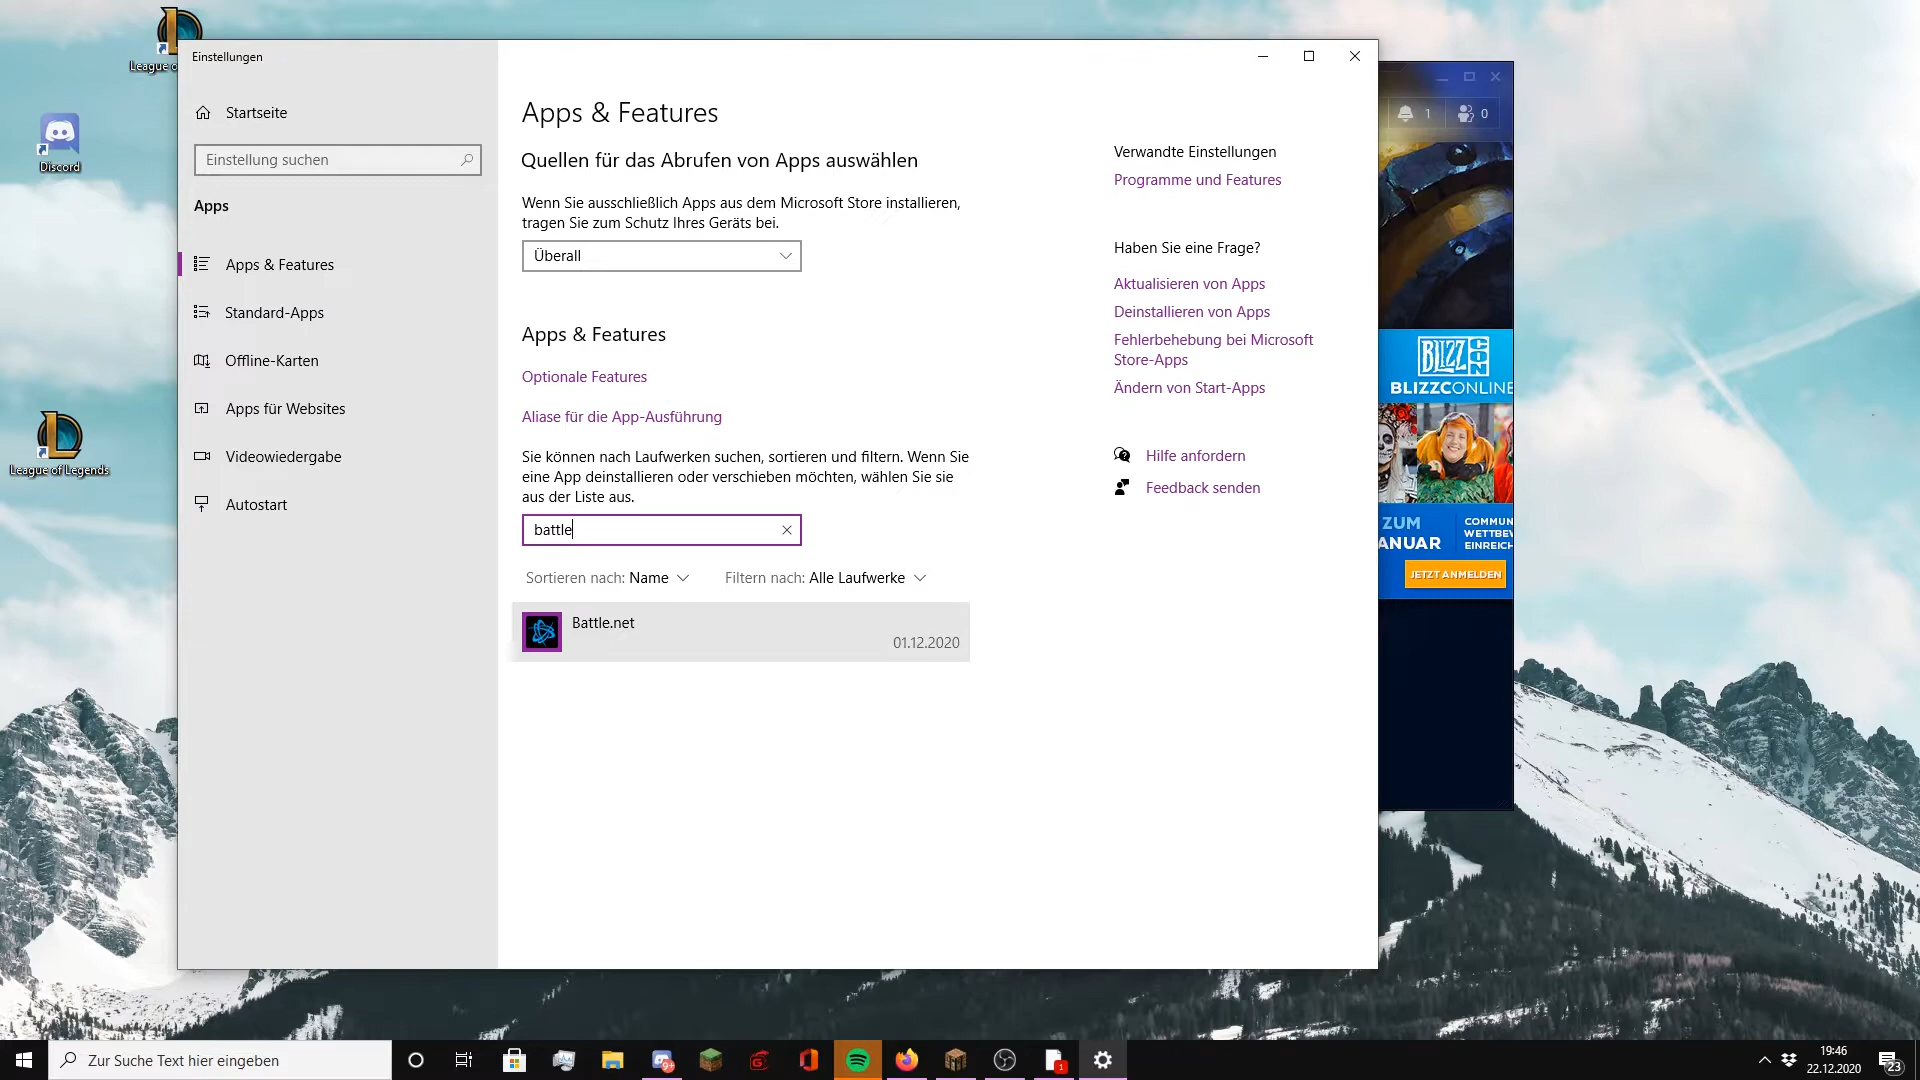 League of
Discord
League of Legends
Einstellungen
Startseite
Einstellung suchen
Apps
Apps & Features
Standard-Apps
Offline-Karten
Apps für Websites
Videowiedergabe
Autostart
Apps & Features
Quellen für das Abrufen von Apps auswählen
Wenn Sie ausschließlich Apps aus dem Microsoft Store installieren,
tragen Sie zum Schutz Ihres Geräts bei.
Überall
Apps & Features
Optionale Features
Aliase für die App-Ausführung
Sie können nach Laufwerken suchen, sortieren und filtern. Wenn Sie
eine App deinstallieren oder verschieben möchten, wählen Sie sie
aus der Liste aus.
battle
Sortieren nach: Name
Filtern nach: Alle Laufwerke
Battle.net
01.12.2020
Verwandte Einstellungen
Programme und Features
Haben Sie eine Frage?
Aktualisieren von Apps
Deinstallieren von Apps
Fehlerbehebung bei Microsoft
Store-Apps
Ändern von Start-Apps
Hilfe anfordern
Feedback senden
1
0
BLIZZ
CON
BLIZZCONLINE
ZUM
ANUAR
COMMUN
WETTBEW
EINREICH
JETZT ANMELDEN
Zur Suche Text hier eingeben
9+
1
19:46
22.12.2020
23